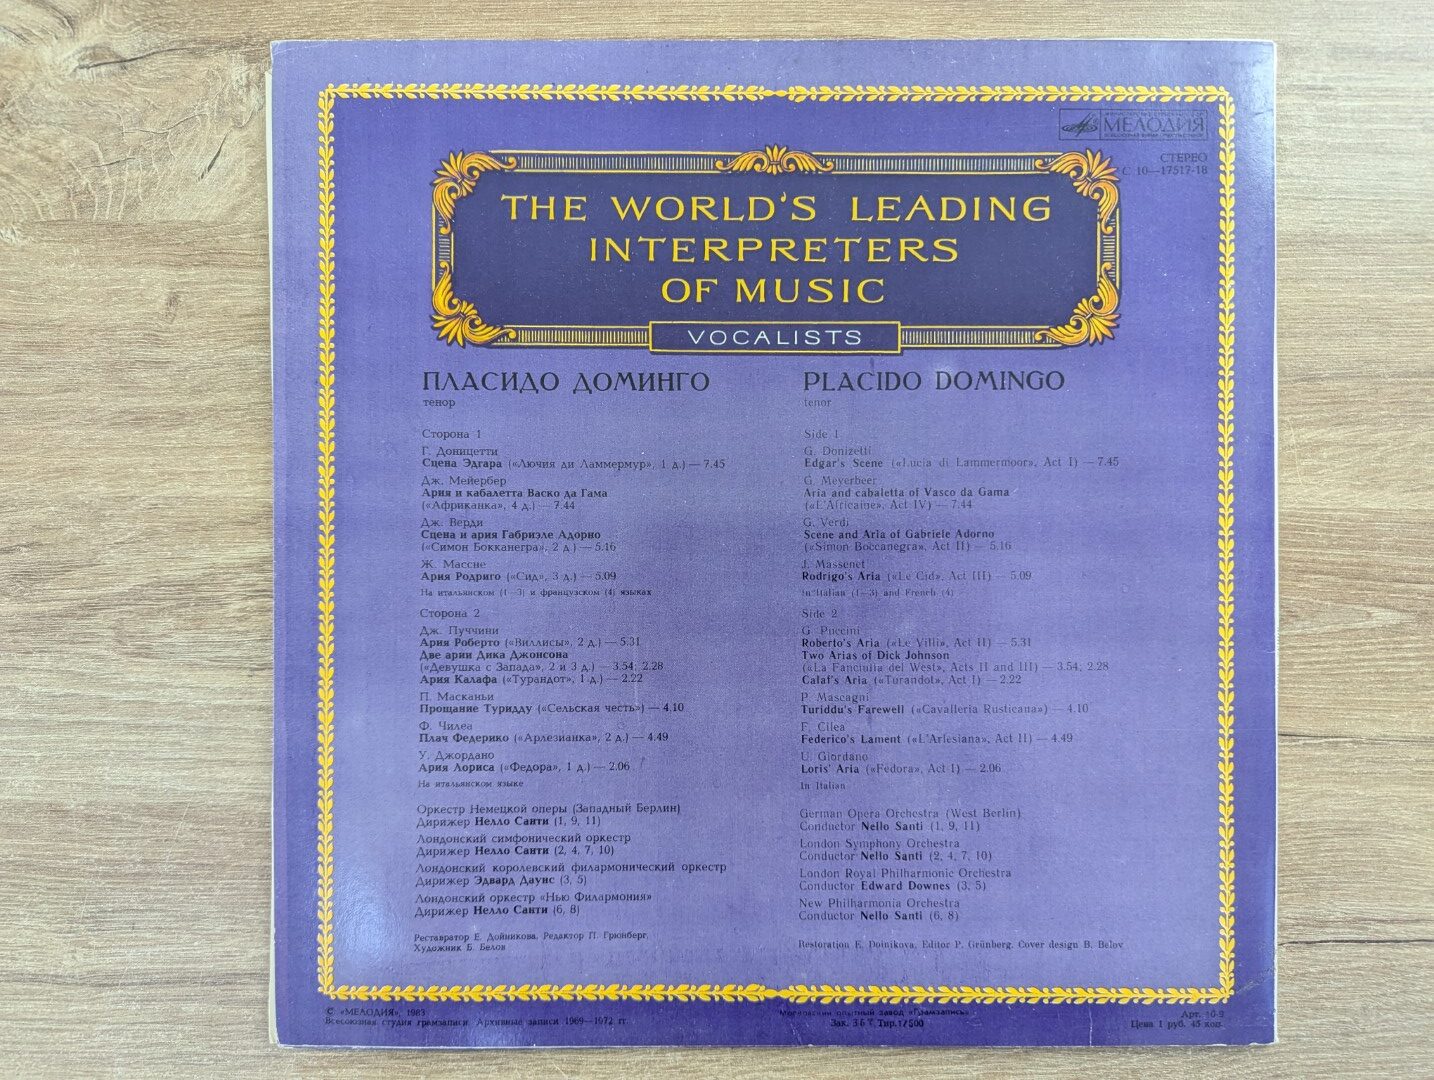 МЕЛОДИЯ
СТЕРЕО
С 10—17517-18
THE WORLD'S LEADING
INTERPRETERS
OF MUSIC
VOCALISTS
ПЛАСИДО ДОМИНГО
тенор
Сторона 1
Г. Доницетти
Сцена Эдгара («Лючия ди Ламмермур», 1 д.) — 7.45
Дж. Мейербер
Ария и кабалетта Васко да Гама
(«Африканка», 4 д.) — 7.44
Дж. Верди
Сцена и ария Габриэле Адорно
(«Симон Бокканегра», 2 д.) — 5.16
Ж. Массне
Ария Родриго («Сид», 3 д.) — 5.09
На итальянском (1—3) и французском (4) языках
Сторона 2
Дж. Пуччини
Ария Роберто («Виллисы», 2 д.) — 5.31
Две арии Дика Джонсона
(«Девушка с Запада», 2 и 3 д.) — 3.54; 2.28
Ария Калафа («Турандот», 1 д.) — 2.22
П. Масканьи
Прощание Туридду («Сельская честь») — 4.10
Ф. Чилеа
Плач Федерико («Арлезианка», 2 д.) — 4.49
У. Джордано
Ария Лориса («Федора», 1 д.) — 2.06
На итальянском языке
Оркестр Немецкой оперы (Западный Берлин)
Дирижер Нелло Санти (1, 9, 11)
Лондонский симфонический оркестр
Дирижер Нелло Санти (2, 4, 7, 10)
Лондонский королевский филармонический оркестр
Дирижер Эдвард Даунс (3, 5)
Лондонский оркестр «Нью Филармония»
Дирижер Нелло Санти (6, 8)
Реставратор Е. Дойникова. Редактор П. Грюнберг.
Художник Б. Белов
PLACIDO DOMINGO
tenor
Side 1
G. Donizetti
Edgar's Scene («Lucia di Lammermoor», Act I) — 7.45
G. Meyerbeer
Aria and cabaletta of Vasco da Gama
(«L'Africaine», Act IV) — 7.44
G. Verdi
Scene and Aria of Gabriele Adorno
(«Simon Boccanegra», Act II) — 5.16
J. Massenet
Rodrigo's Aria («Le Cid», Act III) — 5.09
In Italian (1—3) and French (4)
Side 2
G. Puccini
Roberto's Aria («Le Villi», Act II) — 5.31
Two Arias of Dick Johnson
(«La Fanciulla del West», Acts II and III) — 3.54; 2.28
Calaf's Aria («Turandot», Act I) — 2.22
P. Mascagni
Turiddu's Farewell («Cavalleria Rusticana») — 4.10
F. Cilea
Federico's Lament («L'Arlesiana», Act II) — 4.49
U. Giordano
Loris' Aria («Fedora», Act I) — 2.06
In Italian
German Opera Orchestra (West Berlin)
Conductor Nello Santi (1, 9, 11)
London Symphony Orchestra
Conductor Nello Santi (2, 4, 7, 10)
London Royal Philharmonic Orchestra
Conductor Edward Downes (3, 5)
New Philharmonia Orchestra
Conductor Nello Santi (6, 8)
Restoration E. Doinikova. Editor P. Grünberg. Cover design B. Belov
© «МЕЛОДИЯ», 1983
Всесоюзная студия грамзаписи. Архивные записи 1969—1972 гг.
Московский опытный завод «Грамзапись»
Зак. 367 Тир. 17500
Арт.
Цена 1 руб. 45 коп.